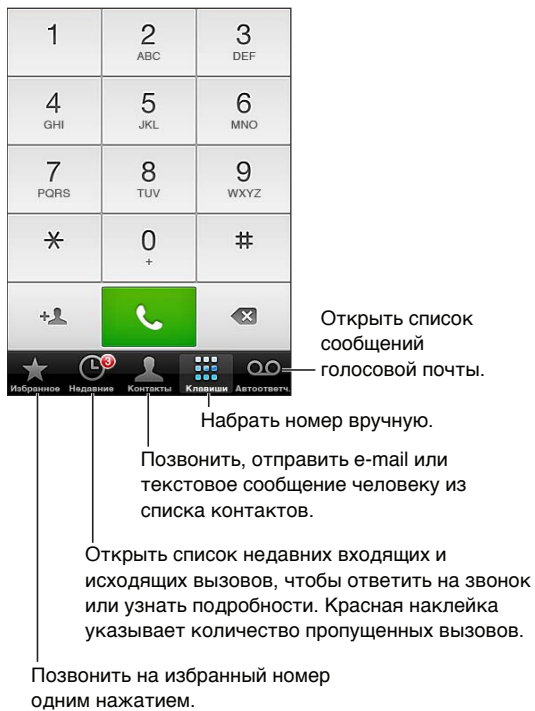 1 2 3
ABC DEF
4 5 6
GHI JKL MNO
7 8 9
PQRS TUV WXYZ
* 0 #
+
+
3
Избранное Недавние Контакты Клавиши Автоответч.
Открыть список
сообщений
голосовой почты.
Набрать номер вручную.
Позвонить, отправить e-mail или
текстовое сообщение человеку из
списка контактов.
Открыть список недавних входящих и
исходящих вызовов, чтобы ответить на звонок
или узнать подробности. Красная наклейка
указывает количество пропущенных вызовов.
Позвонить на избранный номер
одним нажатием.